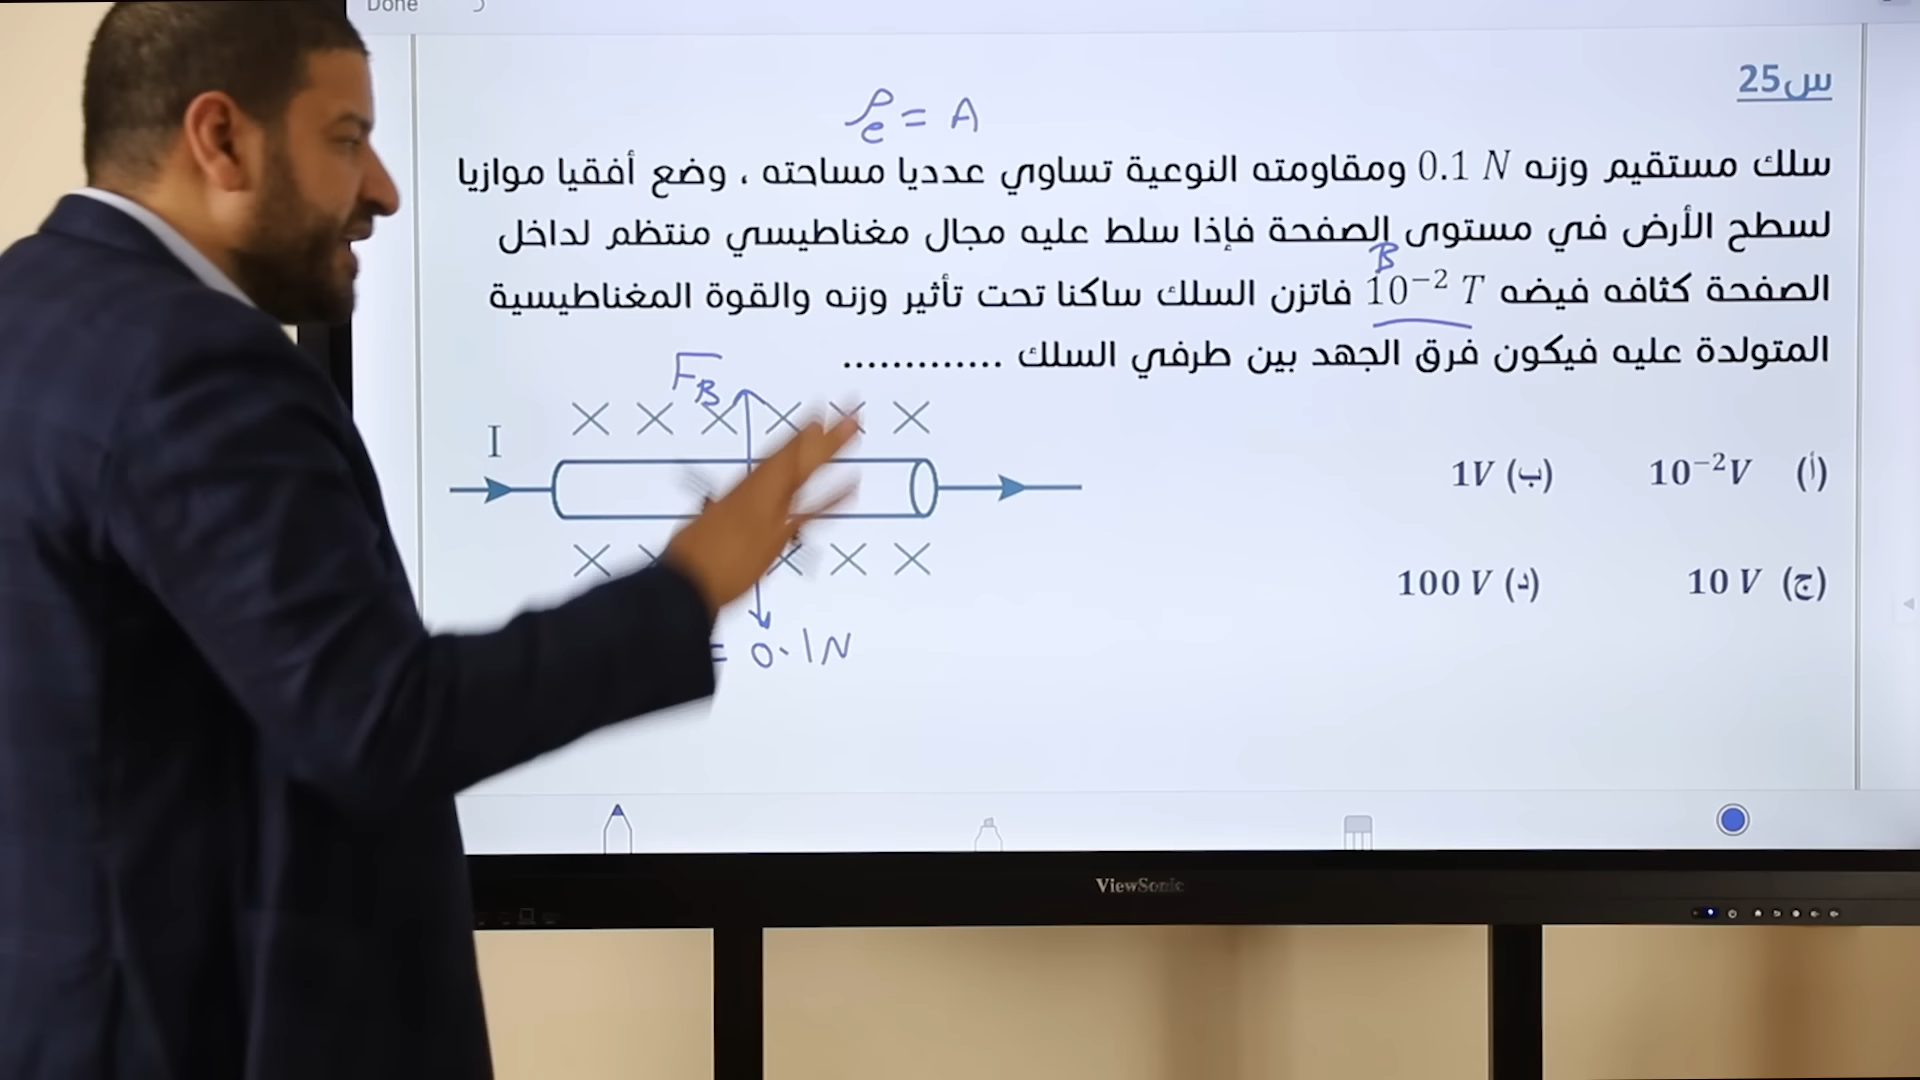 Done
س25
ρe = A
سلك مستقيم وزنه 0.1 N ومقاومته النوعية تساوي عدديا مساحته ، وضع أفقيا موازيا
لسطح الأرض في مستوى الصفحة فإذا سلط عليه مجال مغناطيسي منتظم لداخل
B
الصفحة كثافه فيضه 10⁻² T فاتزن السلك ساكنا تحت تأثير وزنه والقوة المغناطيسية
المتولدة عليه فيكون فرق الجهد بين طرفي السلك .............
(أ) 10⁻²V (ب) 1V
(ج) 10 V (د) 100 V
FB
I
= 0.1N
ViewSonic